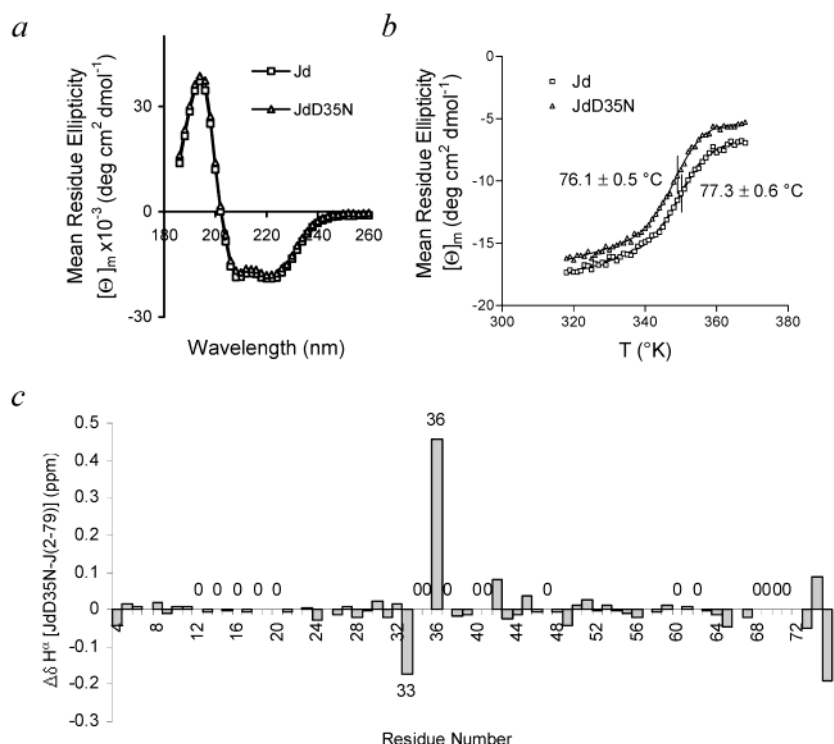 a
Mean Residue Ellipticity
[Θ]m x10-3 (deg cm2 dmol-1)
30
0
-30
180 200 220 240 260
Wavelength (nm)
Jd
JdD35N
b
Mean Residue Ellipticity
[Θ]m (deg cm2 dmol-1)
0
-5
-10
-15
-20
300 320 340 360 380
T (°K)
Jd
JdD35N
76.1 ± 0.5 °C
77.3 ± 0.6 °C
c
Δδ Hα [JdD35N-J(2-79)] (ppm)
0.5
0.4
0.3
0.2
0.1
0
-0.1
-0.2
-0.3
36
0 0 0 0 0 00 0 00 0 0 0 0000
4 8 12 16 20 24 28 32 36 40 44 48 52 56 60 64 68 72
33
Residue Number